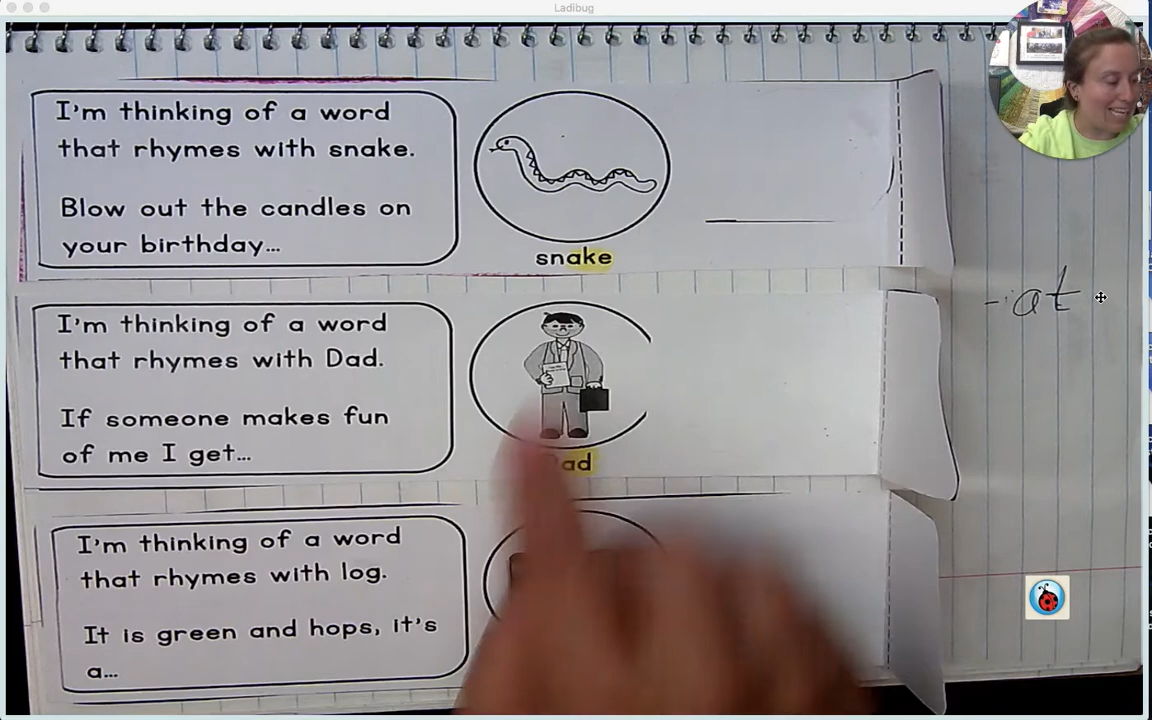 Ladibug
I'm thinking of a word
that rhymes with snake.
Blow out the candles on
your birthday...
snake
-at
I'm thinking of a word
that rhymes with Dad.
If someone makes fun
of me I get...
ad
I'm thinking of a word
that rhymes with log.
It is green and hops, it's
a...